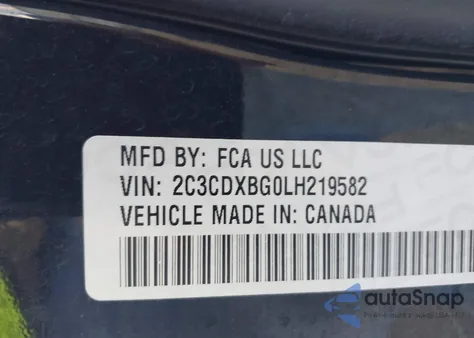 MFD BY: FCA US LLC
VIN: 2C3CDXBG0LH219582
VEHICLE MADE IN: CANADA
autoSnap